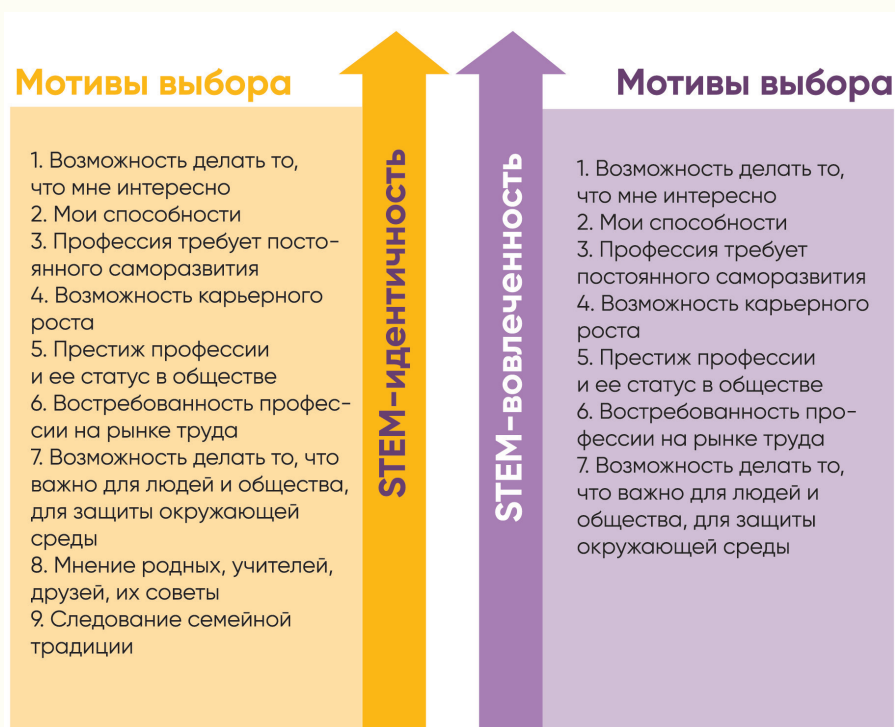 Мотивы выбора
1. Возможность делать то,
что мне интересно
2. Мои способности
3. Профессия требует посто-
янного саморазвития
4. Возможность карьерного
роста
5. Престиж профессии
и ее статус в обществе
6. Востребованность профес-
сии на рынке труда
7. Возможность делать то, что
важно для людей и общества,
для защиты окружающей
среды
8. Мнение родных, учителей,
друзей, их советы
9. Следование семейной
традиции
STEM-идентичность
STEM-вовлеченность
Мотивы выбора
1. Возможность делать то,
что мне интересно
2. Мои способности
3. Профессия требует
постоянного саморазвития
4. Возможность карьерного
роста
5. Престиж профессии
и ее статус в обществе
6. Востребованность про-
фессии на рынке труда
7. Возможность делать то,
что важно для людей и
общества, для защиты
окружающей среды